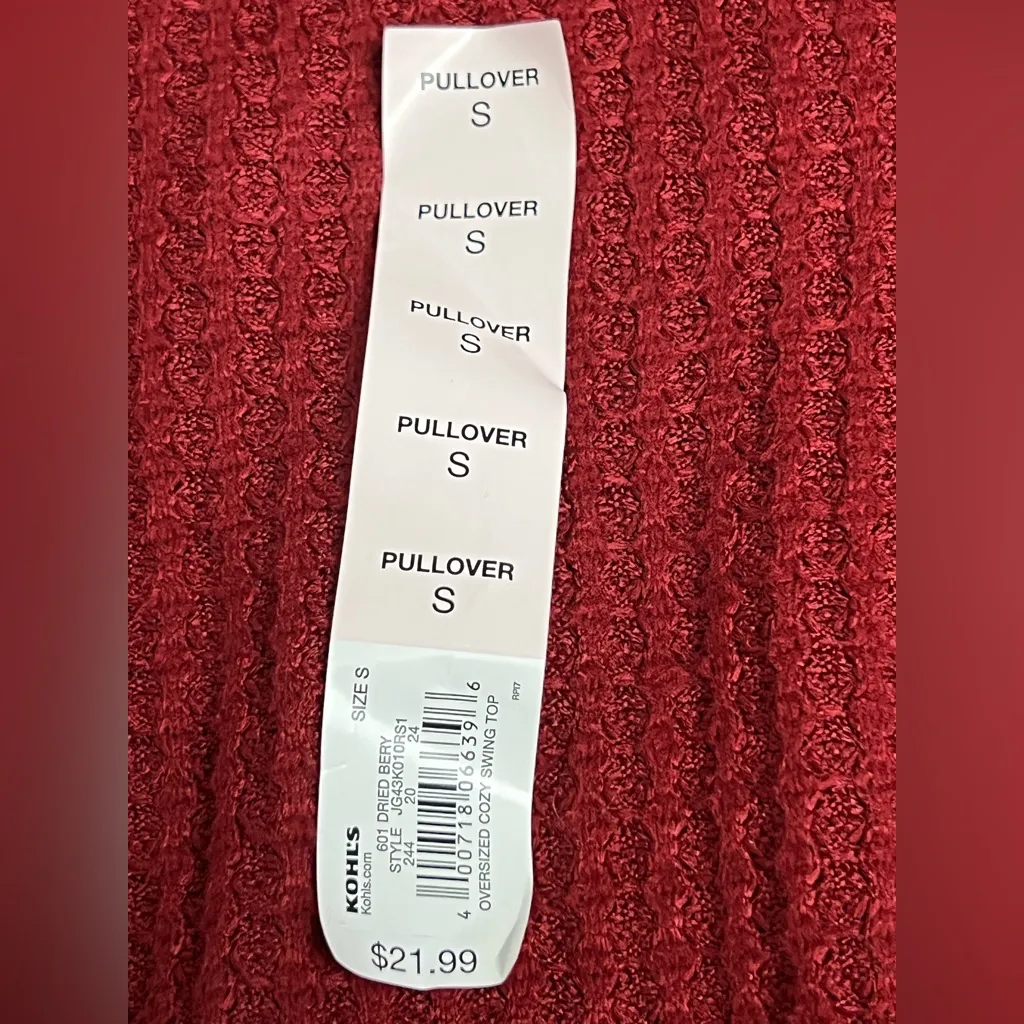 PULLOVER
S
PULLOVER
S
PULLOVER
S
PULLOVER
S
PULLOVER
S
KOHL'S
Kohls.com
SIZE S
601 DRIED BERY
STYLE JG43K010RS1
244 20 24
4 00718 06639 6
OVERSIZED COZY SWING TOP
RP17
$21.99